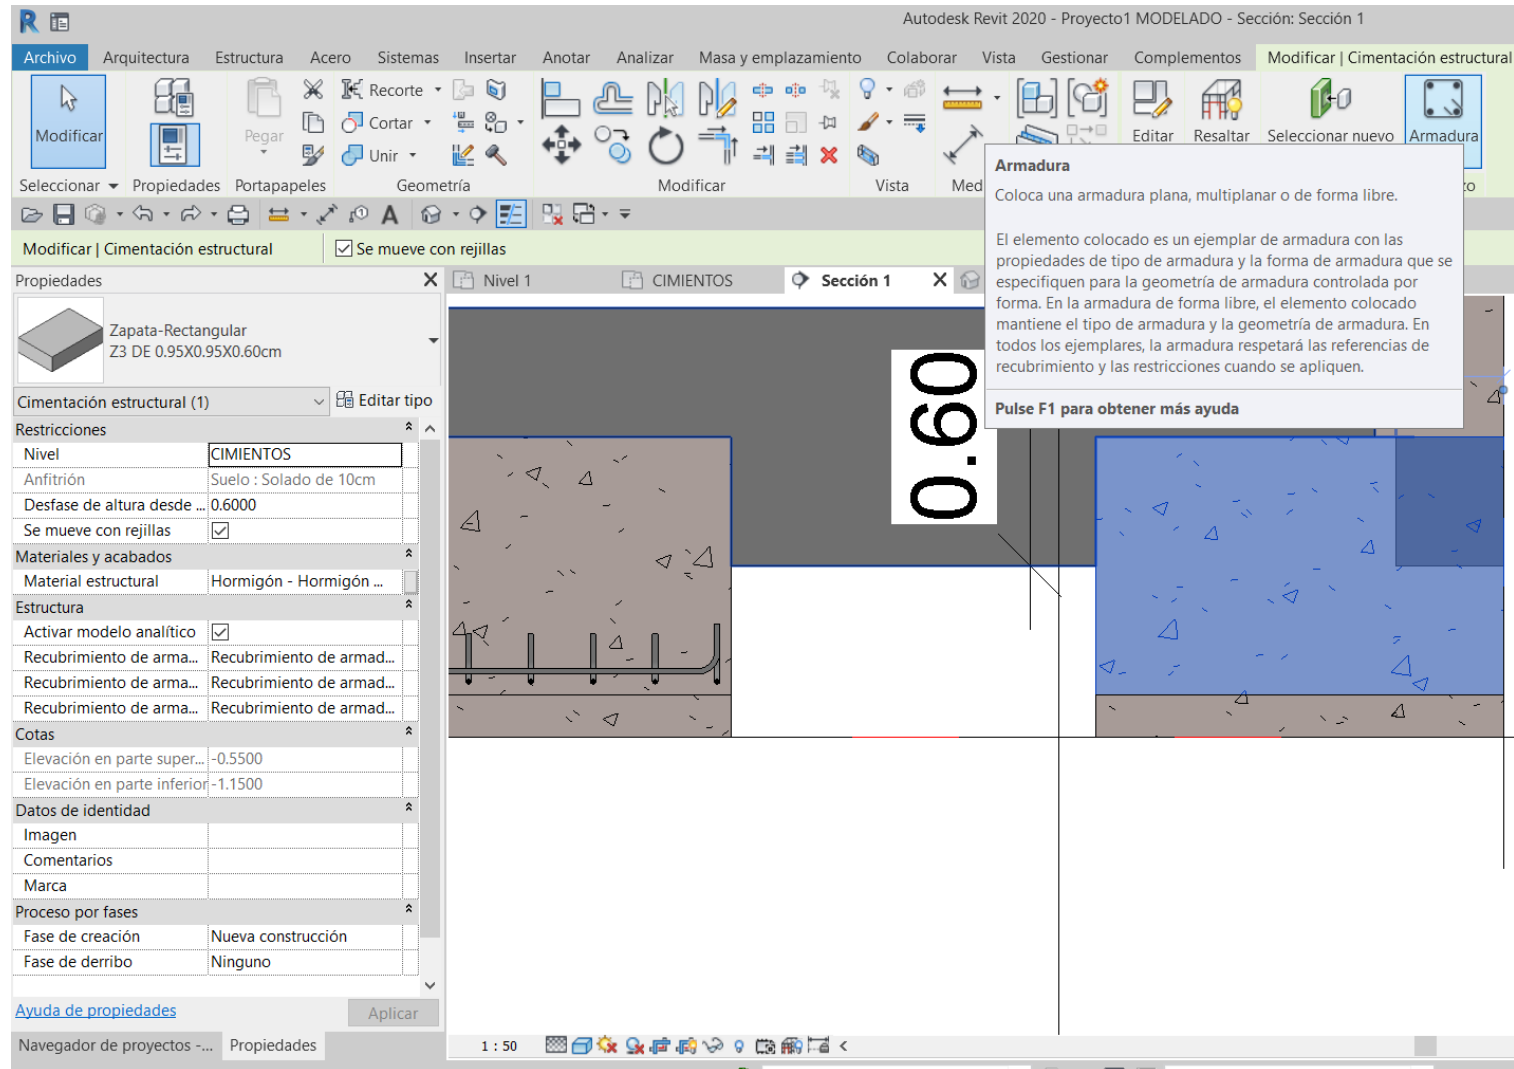 Autodesk Revit 2020 - Proyecto1 MODELADO - Sección: Sección 1
Archivo Arquitectura Estructura Acero Sistemas Insertar Anotar Analizar Masa y emplazamiento Colaborar Vista Gestionar Complementos Modificar | Cimentación estructural
Modificar Pegar Recorte Cortar Unir Editar Resaltar Seleccionar nuevo Armadura
Seleccionar Propiedades Portapapeles Geometría Modificar Vista Med
Modificar | Cimentación estructural Se mueve con rejillas
Propiedades
Nivel 1 CIMIENTOS Sección 1
Armadura
Coloca una armadura plana, multiplanar o de forma libre.
El elemento colocado es un ejemplar de armadura con las
propiedades de tipo de armadura y la forma de armadura que se
especifiquen para la geometría de armadura controlada por
forma. En la armadura de forma libre, el elemento colocado
mantiene el tipo de armadura y la geometría de armadura. En
todos los ejemplares, la armadura respetará las referencias de
recubrimiento y las restricciones cuando se apliquen.
Pulse F1 para obtener más ayuda
Zapata-Rectangular
Z3 DE 0.95X0.95X0.60cm
Cimentación estructural (1) Editar tipo
Restricciones
Nivel CIMIENTOS
Anfitrión Suelo : Solado de 10cm
Desfase de altura desde ... 0.6000
Se mueve con rejillas
Materiales y acabados
Material estructural Hormigón - Hormigón ...
Estructura
Activar modelo analítico
Recubrimiento de arma... Recubrimiento de armad...
Recubrimiento de arma... Recubrimiento de armad...
Recubrimiento de arma... Recubrimiento de armad...
Cotas
Elevación en parte super... -0.5500
Elevación en parte inferior -1.1500
Datos de identidad
Imagen
Comentarios
Marca
Proceso por fases
Fase de creación Nueva construcción
Fase de derribo Ninguno
Ayuda de propiedades Aplicar
Navegador de proyectos -... Propiedades
0.60
1 : 50